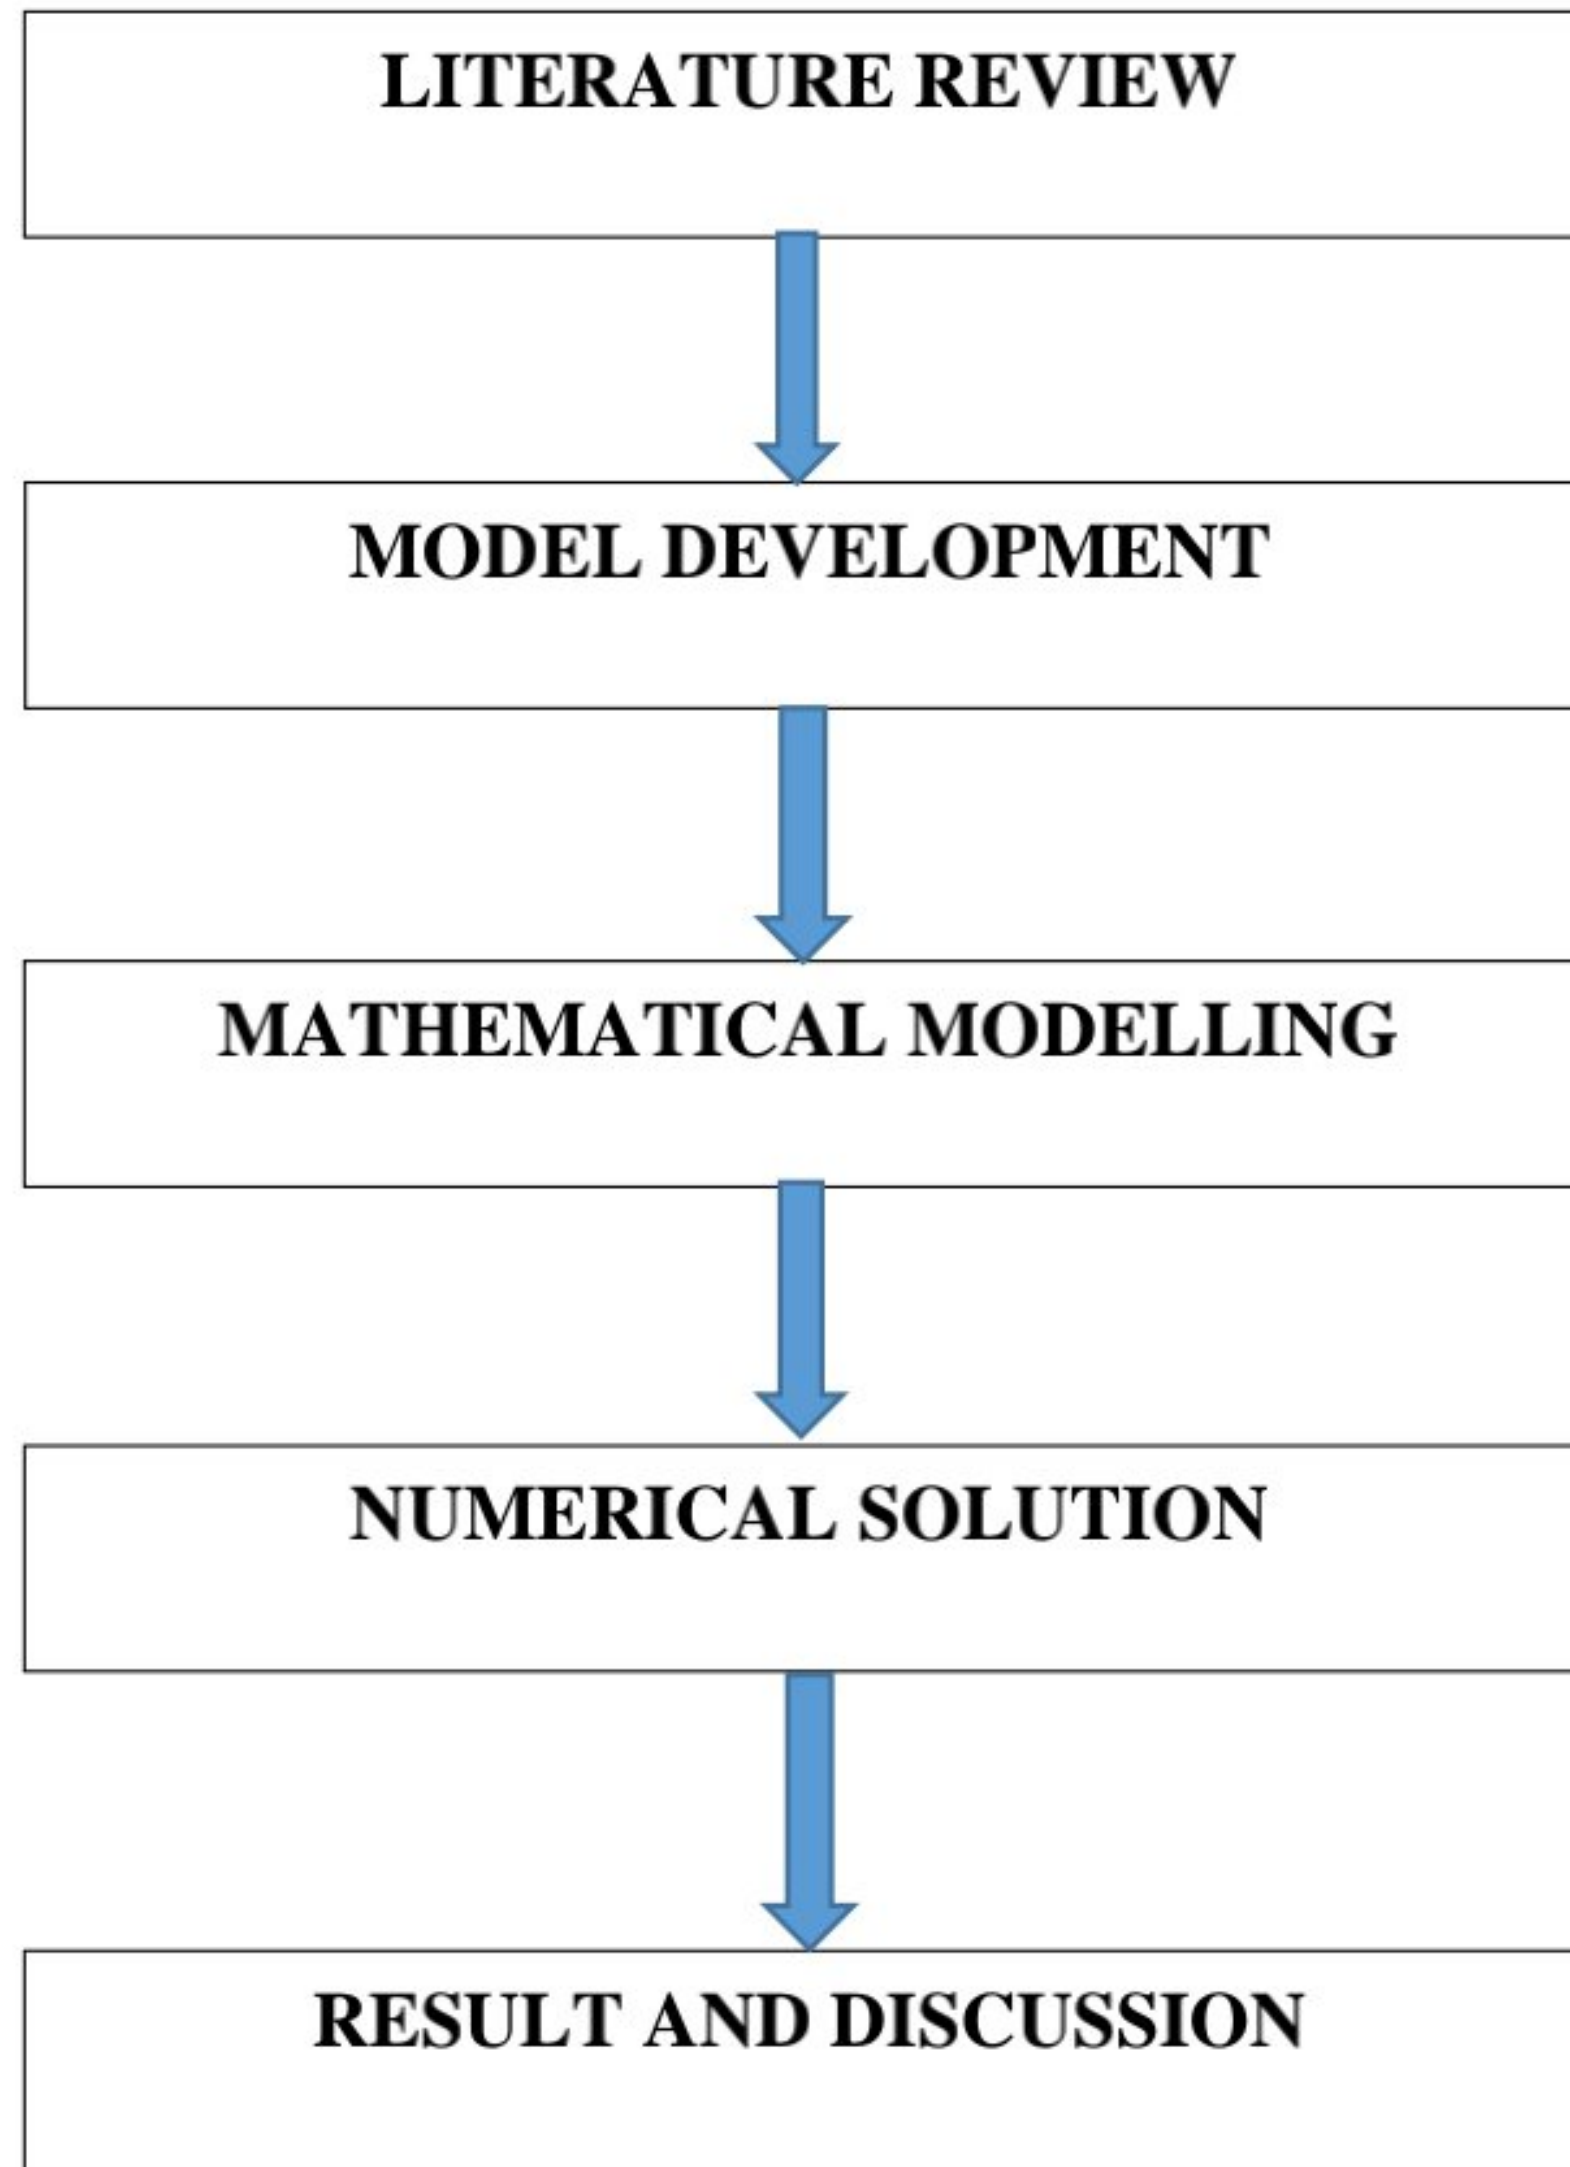 LITERATURE REVIEW
MODEL DEVELOPMENT
MATHEMATICAL MODELLING
NUMERICAL SOLUTION
RESULT AND DISCUSSION